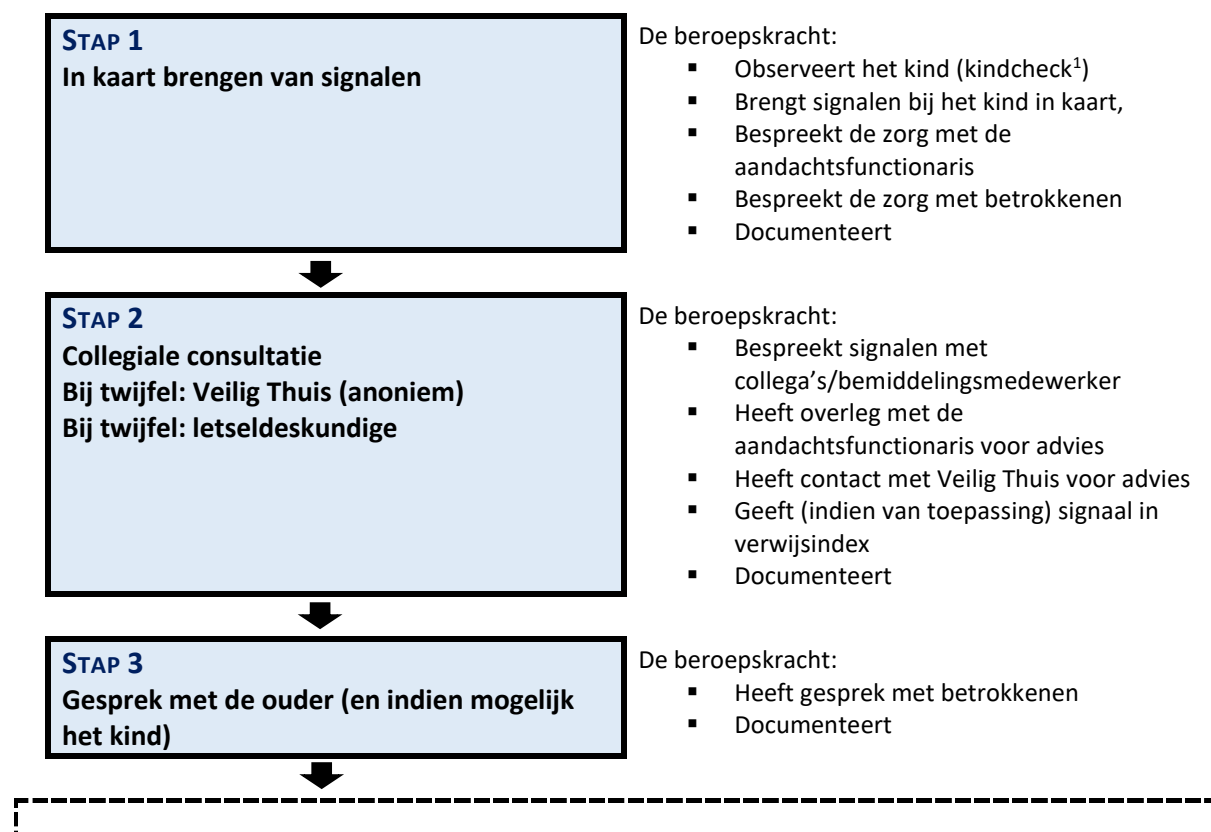 STAP 1
In kaart brengen van signalen
De beroepskracht:
▪ Observeert het kind (kindcheck¹)
▪ Brengt signalen bij het kind in kaart,
▪ Bespreekt de zorg met de
aandachtsfunctionaris
▪ Bespreekt de zorg met betrokkenen
▪ Documenteert
STAP 2
Collegiale consultatie
Bij twijfel: Veilig Thuis (anoniem)
Bij twijfel: letseldeskundige
De beroepskracht:
▪ Bespreekt signalen met
collega’s/bemiddelingsmedewerker
▪ Heeft overleg met de
aandachtsfunctionaris voor advies
▪ Heeft contact met Veilig Thuis voor advies
▪ Geeft (indien van toepassing) signaal in
verwijsindex
▪ Documenteert
STAP 3
Gesprek met de ouder (en indien mogelijk
het kind)
De beroepskracht:
▪ Heeft gesprek met betrokkenen
▪ Documenteert